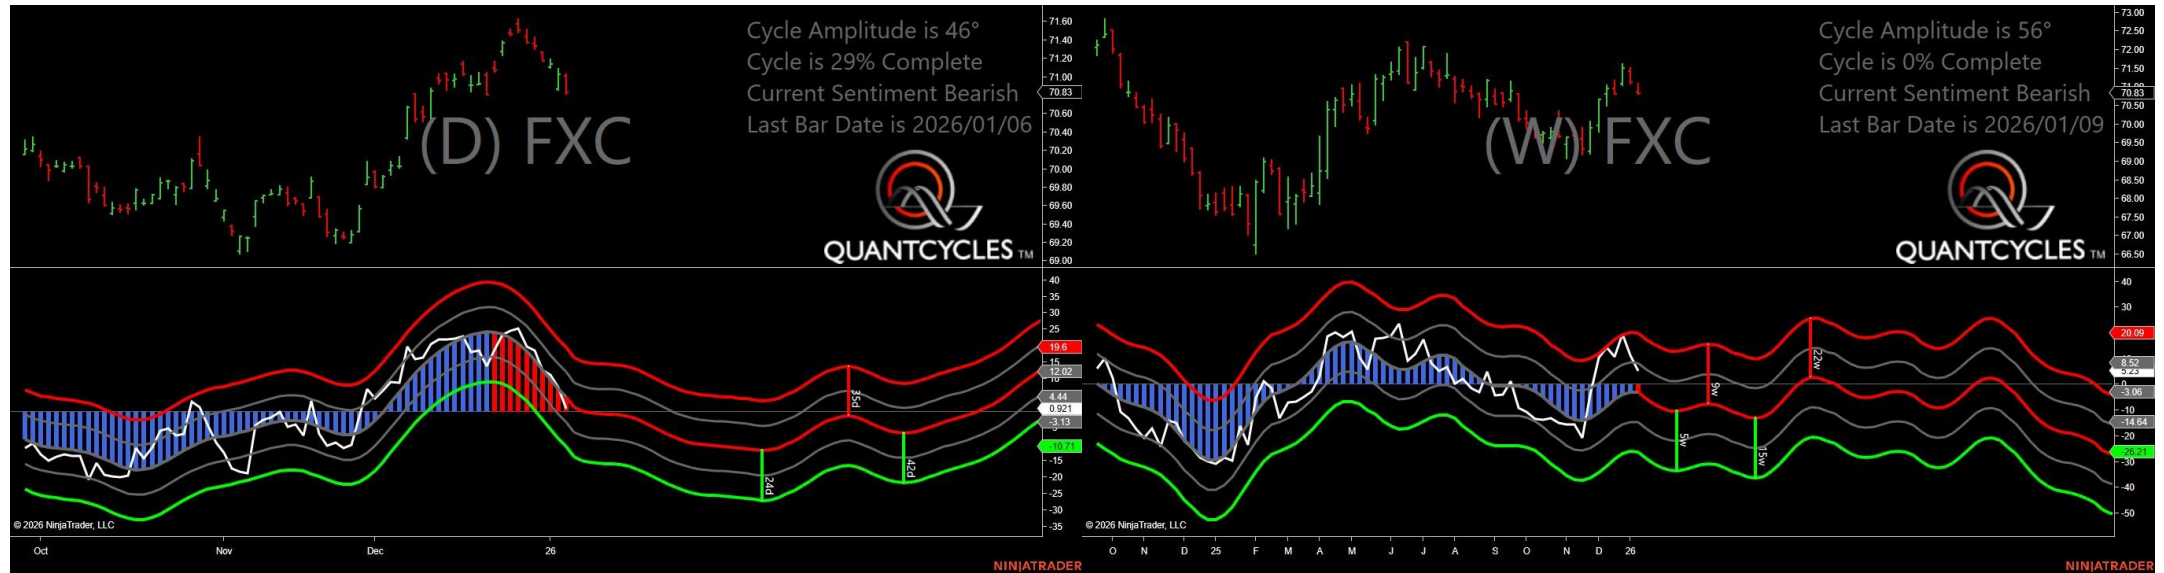 Cycle Amplitude is 46°
Cycle is 29% Complete
Current Sentiment Bearish
Last Bar Date is 2026/01/06
(D) FXC
QUANTCYCLES TM
71.60
71.40
71.20
71.00
70.83
70.60
70.40
70.20
70.00
69.80
69.60
69.40
69.20
69.00
40
35
30
25
19.6
12.02
10
4.44
0.921
-3.13
-10.71
-15
-20
-25
-30
-35
24d
35d
42d
© 2026 NinjaTrader, LLC
Oct Nov Dec 26
NINJATRADER
Cycle Amplitude is 56°
Cycle is 0% Complete
Current Sentiment Bearish
Last Bar Date is 2026/01/09
(W) FXC
QUANTCYCLES TM
73.00
72.50
72.00
71.50
70.83
70.50
70.00
69.50
69.00
68.50
68.00
67.50
67.00
66.50
40
30
20.09
8.52
5.23
0
-3.06
-10
-14.64
-20
-26.21
-30
-40
-50
5w
9w
15w
22w
© 2026 NinjaTrader, LLC
O N D 25 F M A M J J A S O N D 26
NINJATRADER